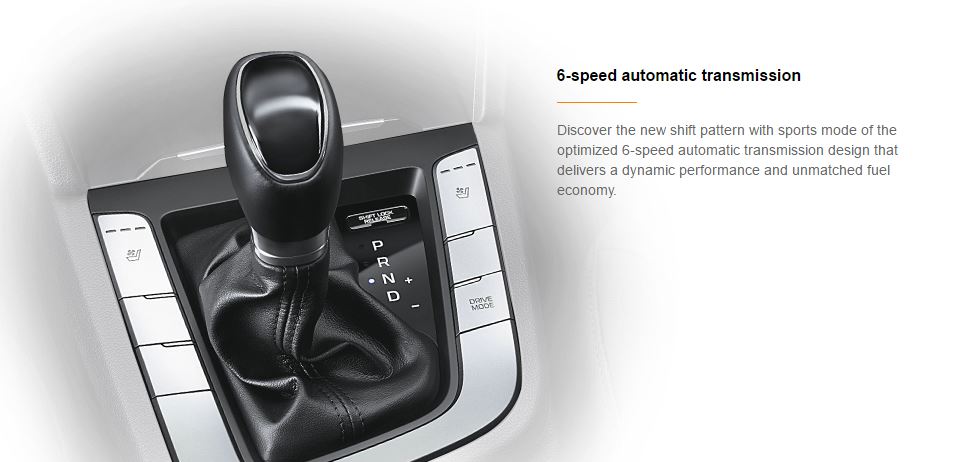 6-speed automatic transmission
Discover the new shift pattern with sports mode of the
optimized 6-speed automatic transmission design that
delivers a dynamic performance and unmatched fuel
economy.
SHIFT LOCK
RELEASE
P
R
N +
D −
DRIVE
MODE